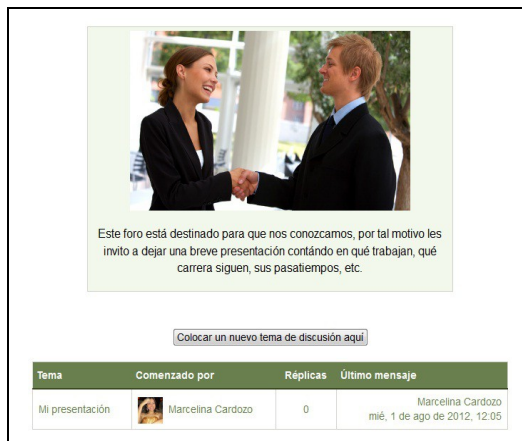 Este foro está destinado para que nos conozcamos, por tal motivo les
invito a dejar una breve presentación contándo en qué trabajan, qué
carrera siguen, sus pasatiempos, etc.
Colocar un nuevo tema de discusión aquí
Tema Comenzado por Réplicas Último mensaje
Mi presentación Marcelina Cardozo 0 Marcelina Cardozo
mié, 1 de ago de 2012, 12:05